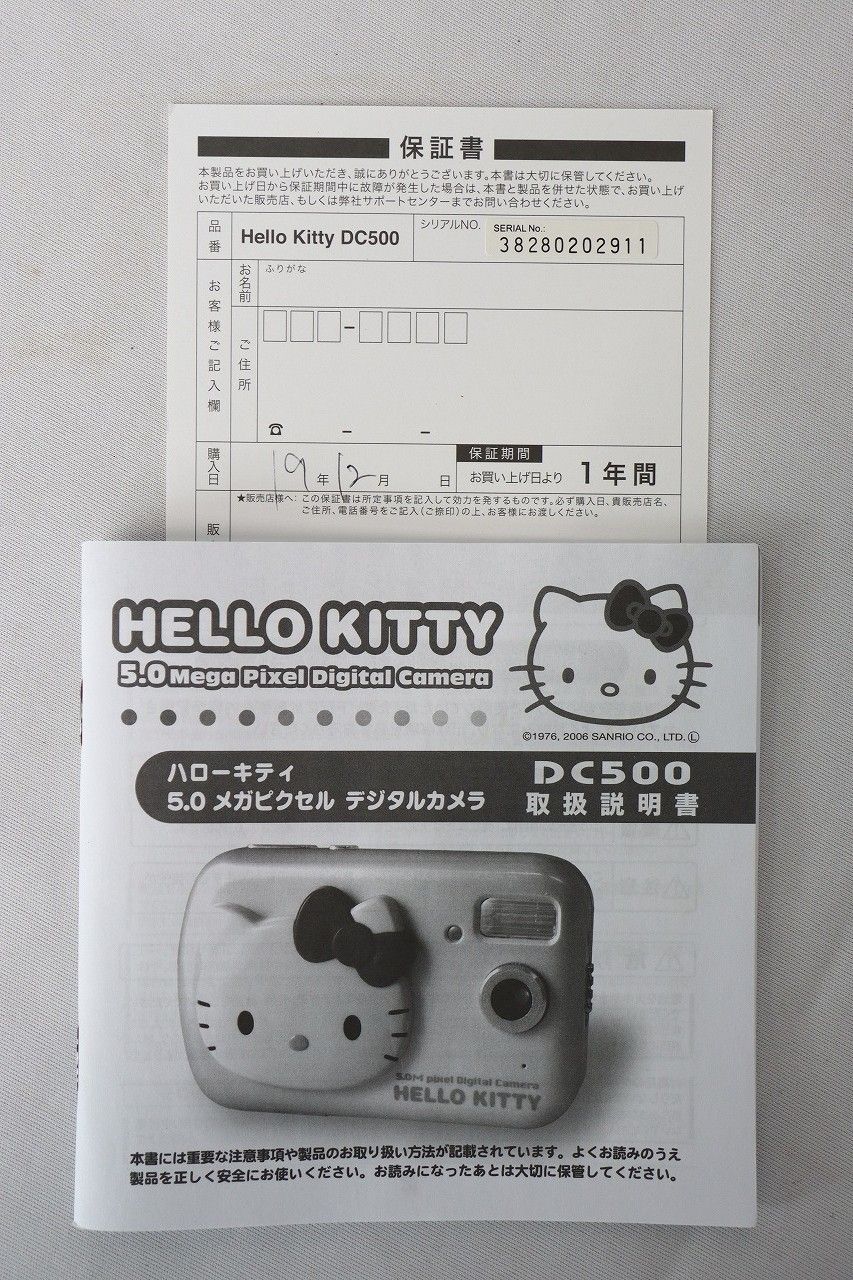 保証書
本製品をお買い上げいただき、誠にありがとうございます。本書は大切に保管してください。
お買い上げ日から保証期間中に故障が発生した場合は、本書と製品を併せた状態で、お買い上げ
いただいた販売店、もしくは弊社サポートセンターまでお問い合わせください。
品番 Hello Kitty DC500 シリアルNO. SERIAL No.: 38280202911
お客様ご記入欄
お名前 ふりがな
ご住所
☎ － －
購入日 19年 12月 日 保証期間 お買い上げ日より 1年間
★販売店様へ：この保証書は所定事項を記入して効力を発するものです。必ず購入日、貴販売店名、
ご住所、電話番号をご記入（ご捺印）の上、お客様にお渡しください。
販
HELLO KITTY
5.0 Mega Pixel Digital Camera
©1976, 2006 SANRIO CO., LTD. Ⓛ
ハローキティ
5.0 メガピクセル デジタルカメラ
DC500
取扱説明書
5.0M pixel Digital Camera
HELLO KITTY
本書には重要な注意事項や製品のお取り扱い方法が記載されています。よくお読みのうえ
製品を正しく安全にお使いください。お読みになったあとは大切に保管してください。